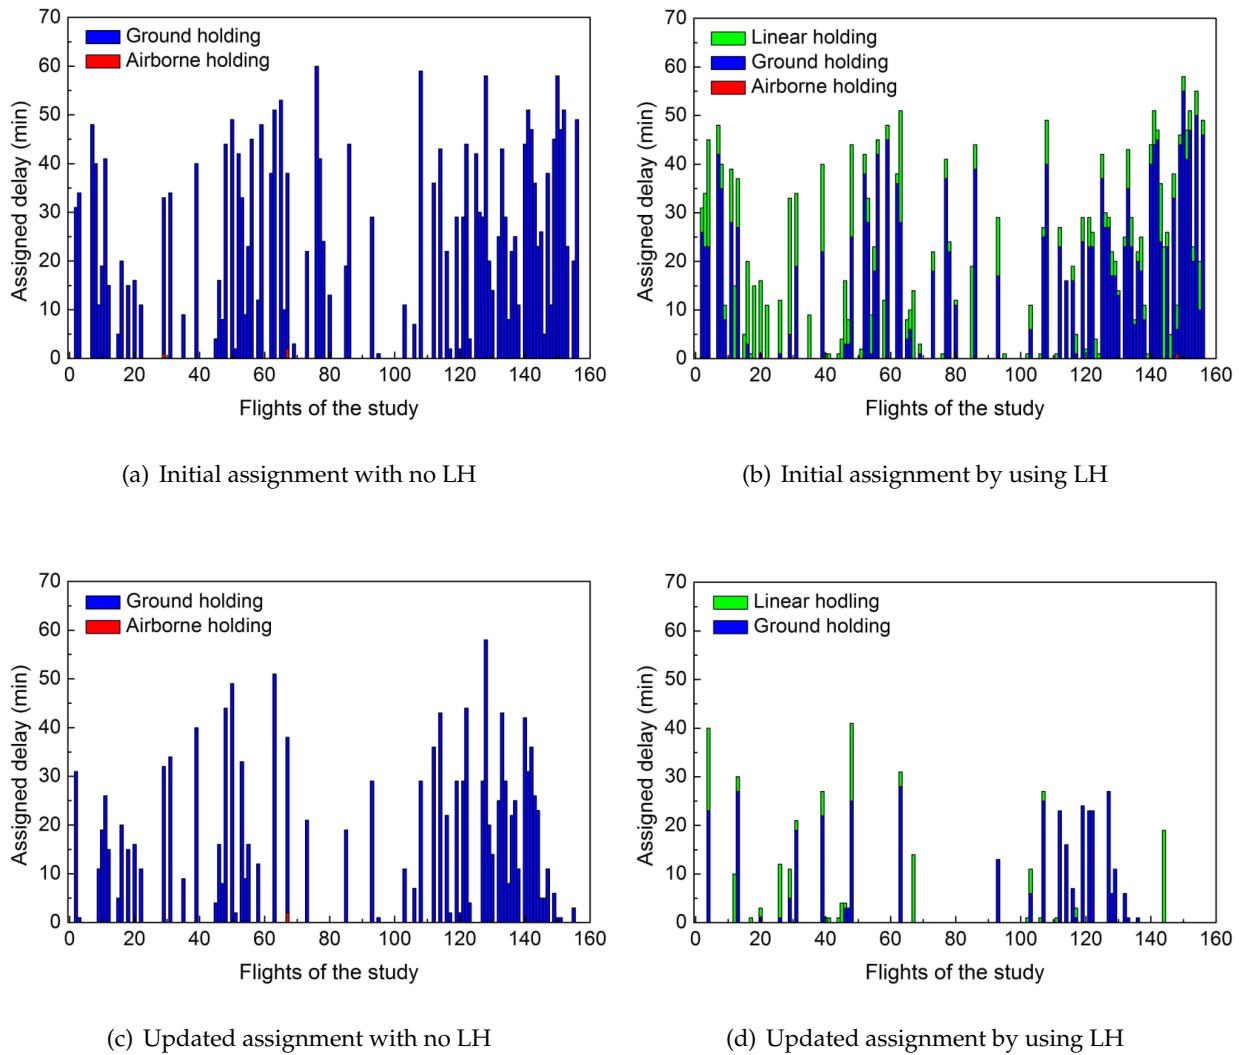 70
60
50
40
30
20
10
0
Assigned delay (min)
Ground holding
Airborne holding
0 20 40 60 80 100 120 140 160
Flights of the study
(a) Initial assignment with no LH
70
60
50
40
30
20
10
0
Assigned delay (min)
Linear holding
Ground holding
Airborne holding
0 20 40 60 80 100 120 140 160
Flights of the study
(b) Initial assignment by using LH
70
60
50
40
30
20
10
0
Assigned delay (min)
Ground holding
Airborne holding
0 20 40 60 80 100 120 140 160
Flights of the study
(c) Updated assignment with no LH
70
60
50
40
30
20
10
0
Assigned delay (min)
Linear hodling
Ground holding
0 20 40 60 80 100 120 140 160
Flights of the study
(d) Updated assignment by using LH